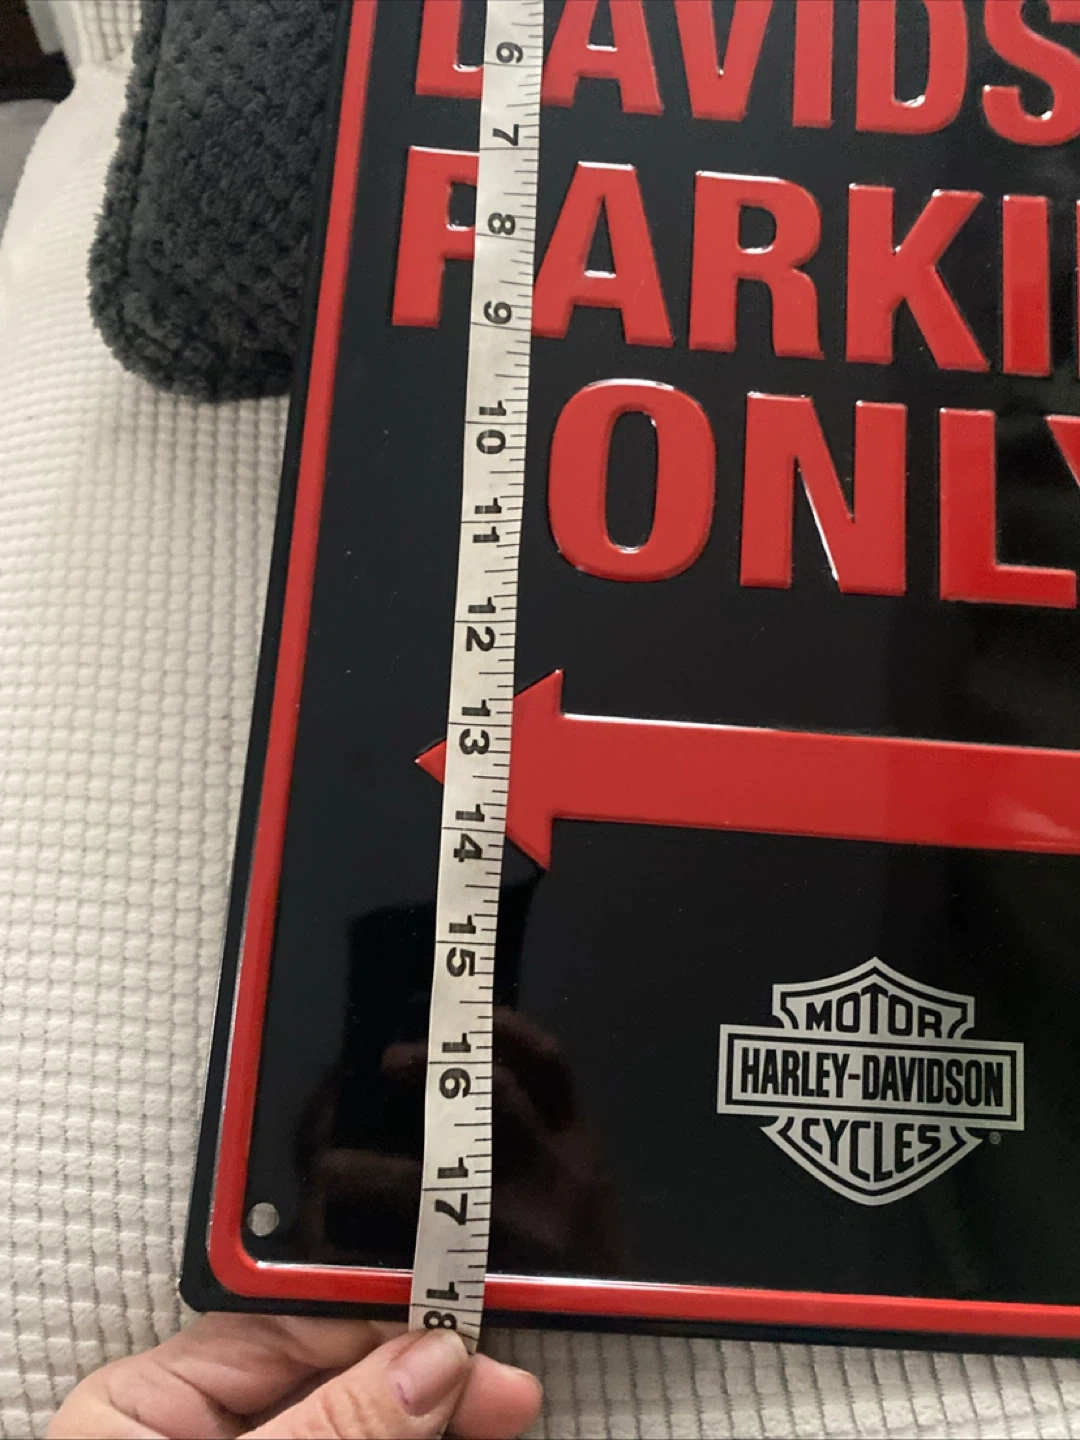 DAVIDS
PARKI
ONLY
MOTOR
HARLEY-DAVIDSON
CYCLES
®
6
7
8
9
10
11
12
13
14
15
16
17
18